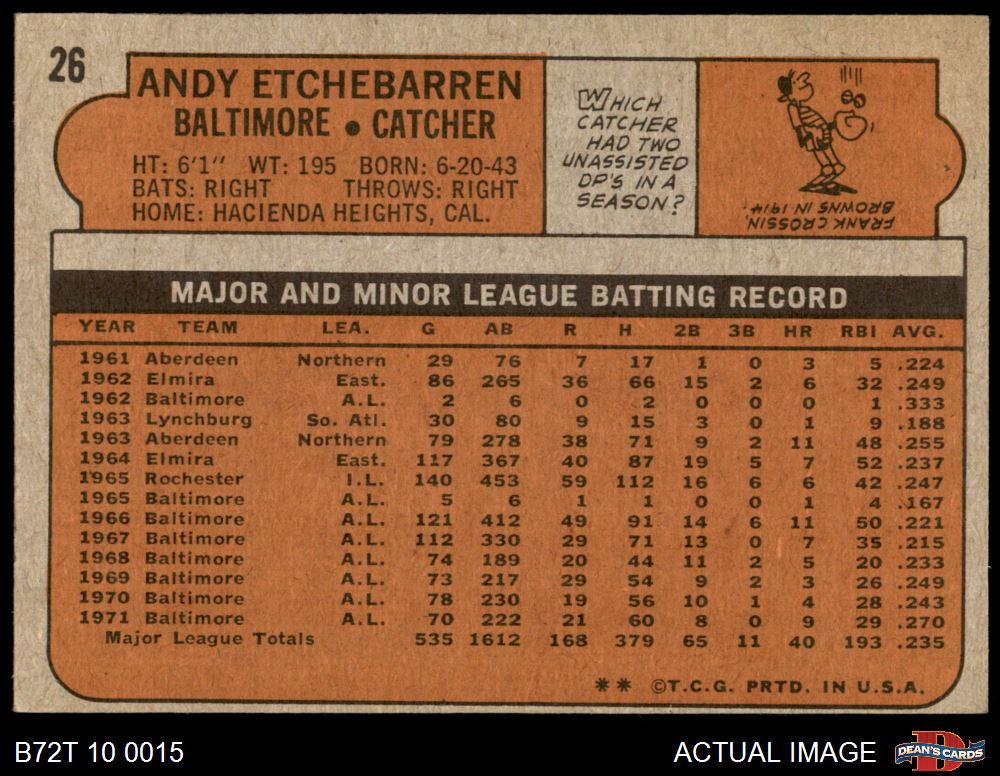 26
ANDY ETCHEBARREN
BALTIMORE • CATCHER
HT: 6'1" WT: 195 BORN: 6-20-43
BATS: RIGHT THROWS: RIGHT
HOME: HACIENDA HEIGHTS, CAL.
WHICH
CATCHER
HAD TWO
UNASSISTED
DP'S IN A
SEASON?
FRANK CROSSIN
BROWNS IN 1914.
MAJOR AND MINOR LEAGUE BATTING RECORD
YEAR TEAM LEA. G AB R H 2B 3B HR RBI AVG.
1961 Aberdeen Northern 29 76 7 17 1 0 3 5 .224
1962 Elmira East. 86 265 36 66 15 2 6 32 .249
1962 Baltimore A.L. 2 6 0 2 0 0 0 1 .333
1963 Lynchburg So. Atl. 30 80 9 15 3 0 1 9 .188
1963 Aberdeen Northern 79 278 38 71 9 2 11 48 .255
1964 Elmira East. 117 367 40 87 19 5 7 52 .237
1965 Rochester I.L. 140 453 59 112 16 6 6 42 .247
1965 Baltimore A.L. 5 6 1 1 0 0 1 4 .167
1966 Baltimore A.L. 121 412 49 91 14 6 11 50 .221
1967 Baltimore A.L. 112 330 29 71 13 0 7 35 .215
1968 Baltimore A.L. 74 189 20 44 11 2 5 20 .233
1969 Baltimore A.L. 73 217 29 54 9 2 3 26 .249
1970 Baltimore A.L. 78 230 19 56 10 1 4 28 .243
1971 Baltimore A.L. 70 222 21 60 8 0 9 29 .270
Major League Totals 535 1612 168 379 65 11 40 193 .235
** ©T.C.G. PRTD. IN U.S.A.
B72T 10 0015
ACTUAL IMAGE
D
DEAN'S CARDS